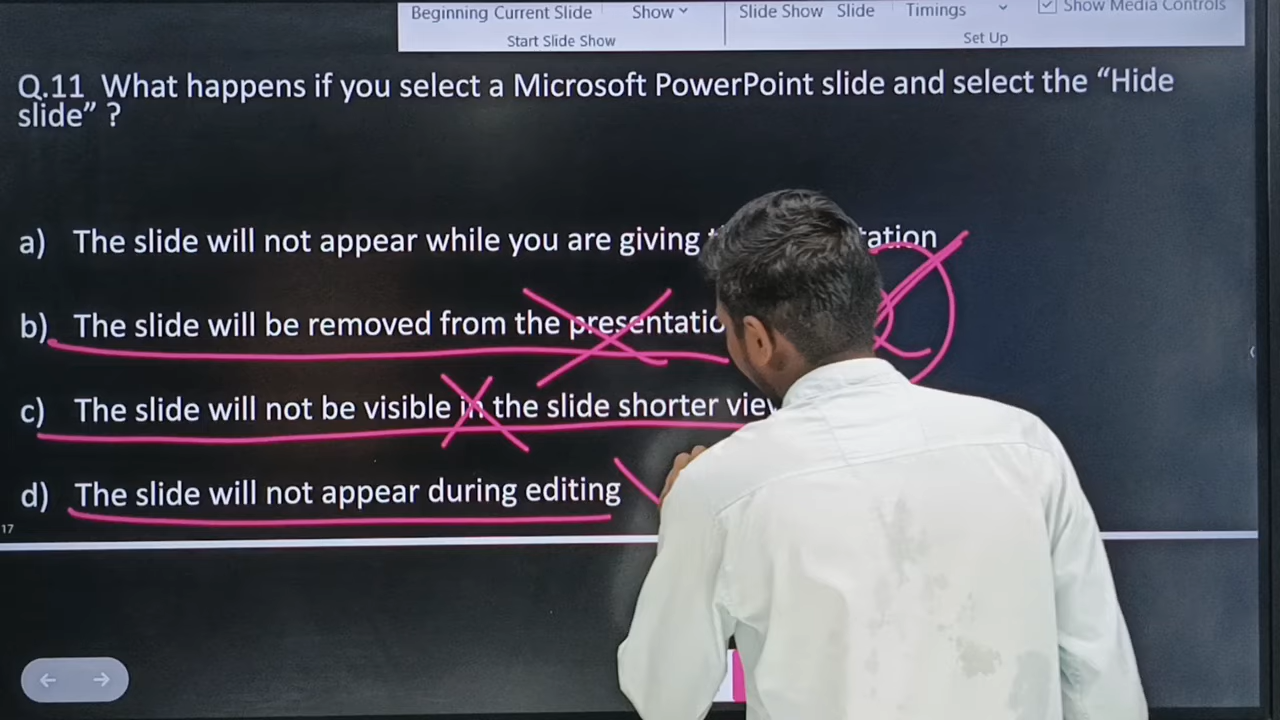 Beginning Current Slide Show Slide Show Slide Timings Show Media Controls
Start Slide Show Set Up
Q.11 What happens if you select a Microsoft PowerPoint slide and select the “Hide
slide” ?
a) The slide will not appear while you are giving
b) The slide will be removed from the
c) The slide will not be visible in the slide shorter
d) The slide will not appear during editing
17